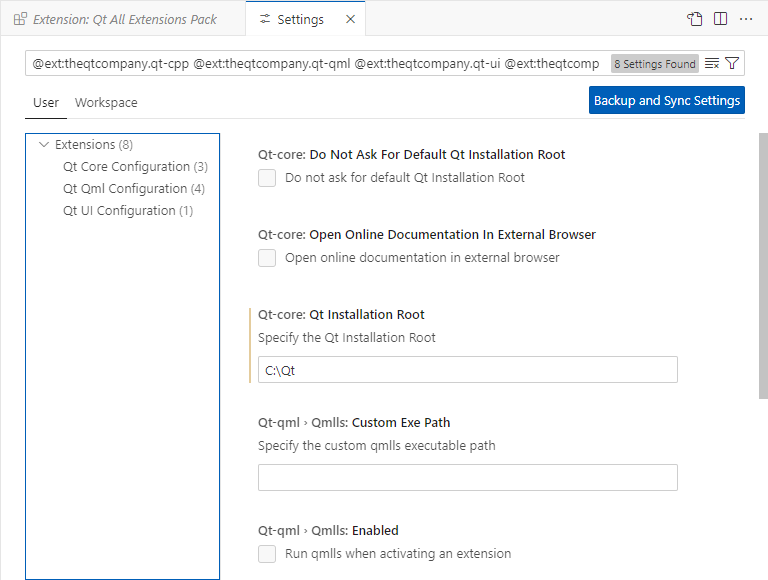 Extension: Qt All Extensions Pack
Settings
@ext:theqtcompany.qt-cpp @ext:theqtcompany.qt-qml @ext:theqtcompany.qt-ui @ext:theqtcomp
8 Settings Found
User
Workspace
Backup and Sync Settings
Extensions (8)
Qt Core Configuration (3)
Qt Qml Configuration (4)
Qt UI Configuration (1)
Qt-core: Do Not Ask For Default Qt Installation Root
Do not ask for default Qt Installation Root
Qt-core: Open Online Documentation In External Browser
Open online documentation in external browser
Qt-core: Qt Installation Root
Specify the Qt Installation Root
C:\Qt
Qt-qml › Qmlls: Custom Exe Path
Specify the custom qmlls executable path
Qt-qml › Qmlls: Enabled
Run qmlls when activating an extension